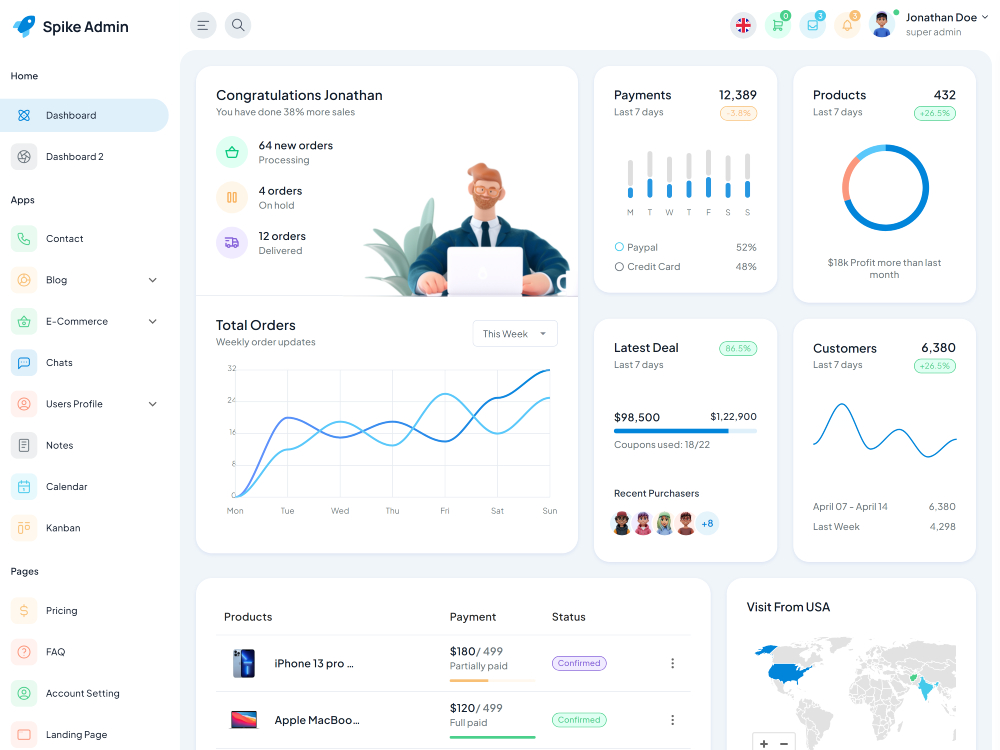 Spike Admin
0
3
3
Jonathan Doe
super admin
Home
Dashboard
Dashboard 2
Apps
Contact
Blog
E-Commerce
Chats
Users Profile
Notes
Calendar
Kanban
Pages
Pricing
FAQ
Account Setting
Landing Page
Congratulations Jonathan
You have done 38% more sales
64 new orders
Processing
4 orders
On hold
12 orders
Delivered
Total Orders
Weekly order updates
This Week
32
24
16
8
0
Mon Tue Wed Thu Fri Sat Sun
Payments 12,389
Last 7 days -3.8%
M T W T F S S
Paypal 52%
Credit Card 48%
Products 432
Last 7 days +26.5%
$18k Profit more than last
month
Latest Deal 86.5%
Last 7 days
$98,500 $1,22,900
Coupons used: 18/22
Recent Purchasers
+8
Customers 6,380
Last 7 days +26.5%
April 07 - April 14 6,380
Last Week 4,298
Products Payment Status
iPhone 13 pro ... $180/ 499 Confirmed
Partially paid
Apple MacBoo... $120/ 499 Confirmed
Full paid
Visit From USA
+ −